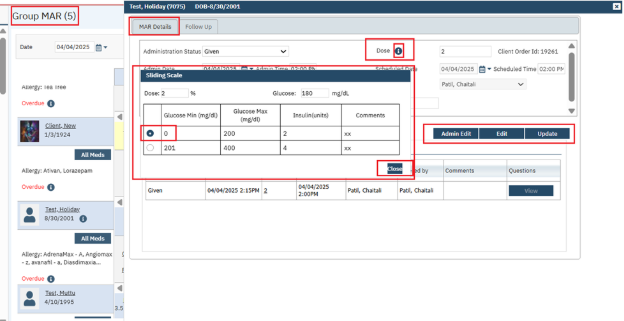 Group MAR (5)
Date 04/04/2025
Allergy: Tea Tree
Overdue
Client, New
1/3/1924
All Meds
Allergy: Ativan, Lorazepam
Overdue
Test, Holiday
8/30/2001
All Meds
Allergy: AdrenaMax - A, Angiomax
- z, avanafil - a, Diasdimaxia...
Overdue
Test, Muttu
4/10/1995
3.5
Test, Holiday (7075) DOB-8/30/2001
MAR Details Follow Up
Administration Status Given Dose 2 Client Order Id: 19261
Admin Date 04/04/2025 Admin Time 02:00 PM Scheduled Date 04/04/2025 Scheduled Time 02:00 PM
Patil, Chaitali
Sliding Scale
Dose: 2 % Glucose: 180 mg/dL
Glucose Min (mg/dl) Glucose Max (mg/dl) Insulin(units) Comments
0 200 2 xx
201 400 4 xx
Close
Admin Edit Edit Update
ed by Comments Questions
Given 04/04/2025 2:15PM 2 04/04/2025 2:00PM Patil, Chaitali Patil, Chaitali View